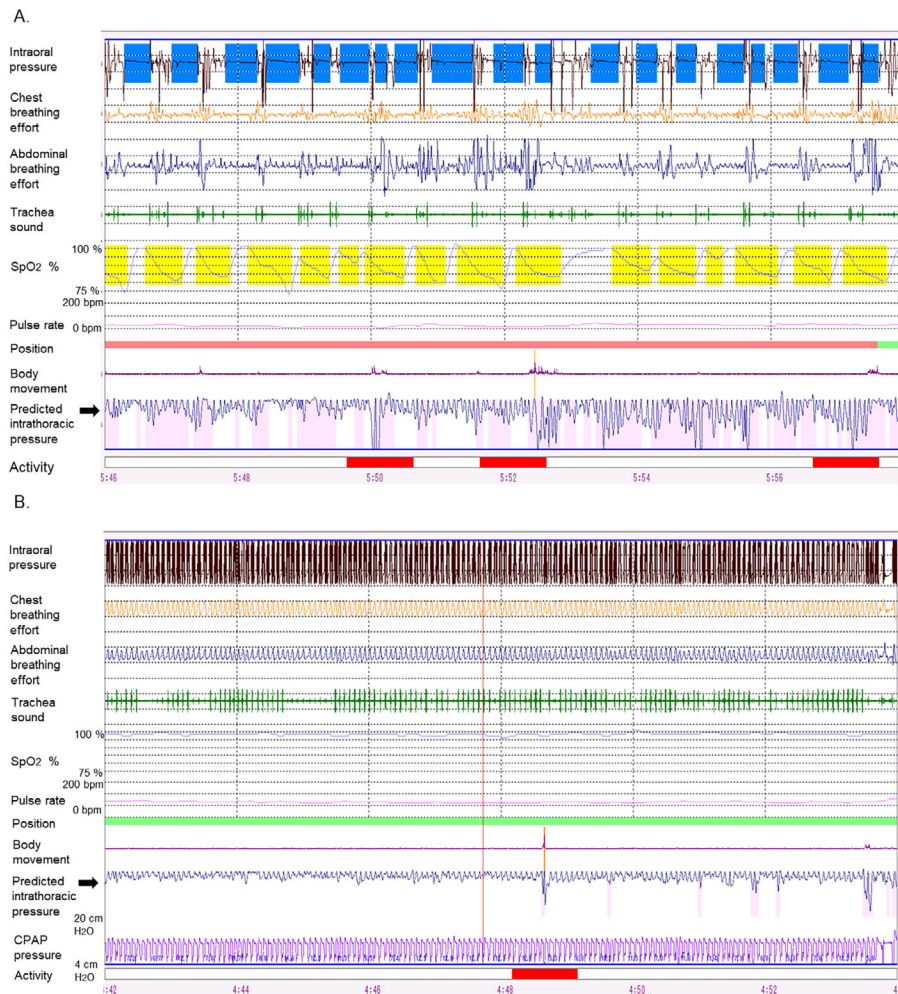 A.
Intraoral
pressure
Chest
breathing
effort
Abdominal
breathing
effort
Trachea
sound
100 %
SpO2 %
75 %
200 bpm
Pulse rate
0 bpm
Position
Body
movement
Predicted
intrathoracic
pressure
Activity
5:46 5:48 5:50 5:52 5:54 5:56
B.
Intraoral
pressure
Chest
breathing
effort
Abdominal
breathing
effort
Trachea
sound
100 %
SpO2 %
75 %
200 bpm
Pulse rate
0 bpm
Position
Body
movement
Predicted
intrathoracic
pressure
20 cm
H2O
CPAP
pressure
4 cm
H2O
Activity
4:42 4:44 4:46 4:48 4:50 4:52